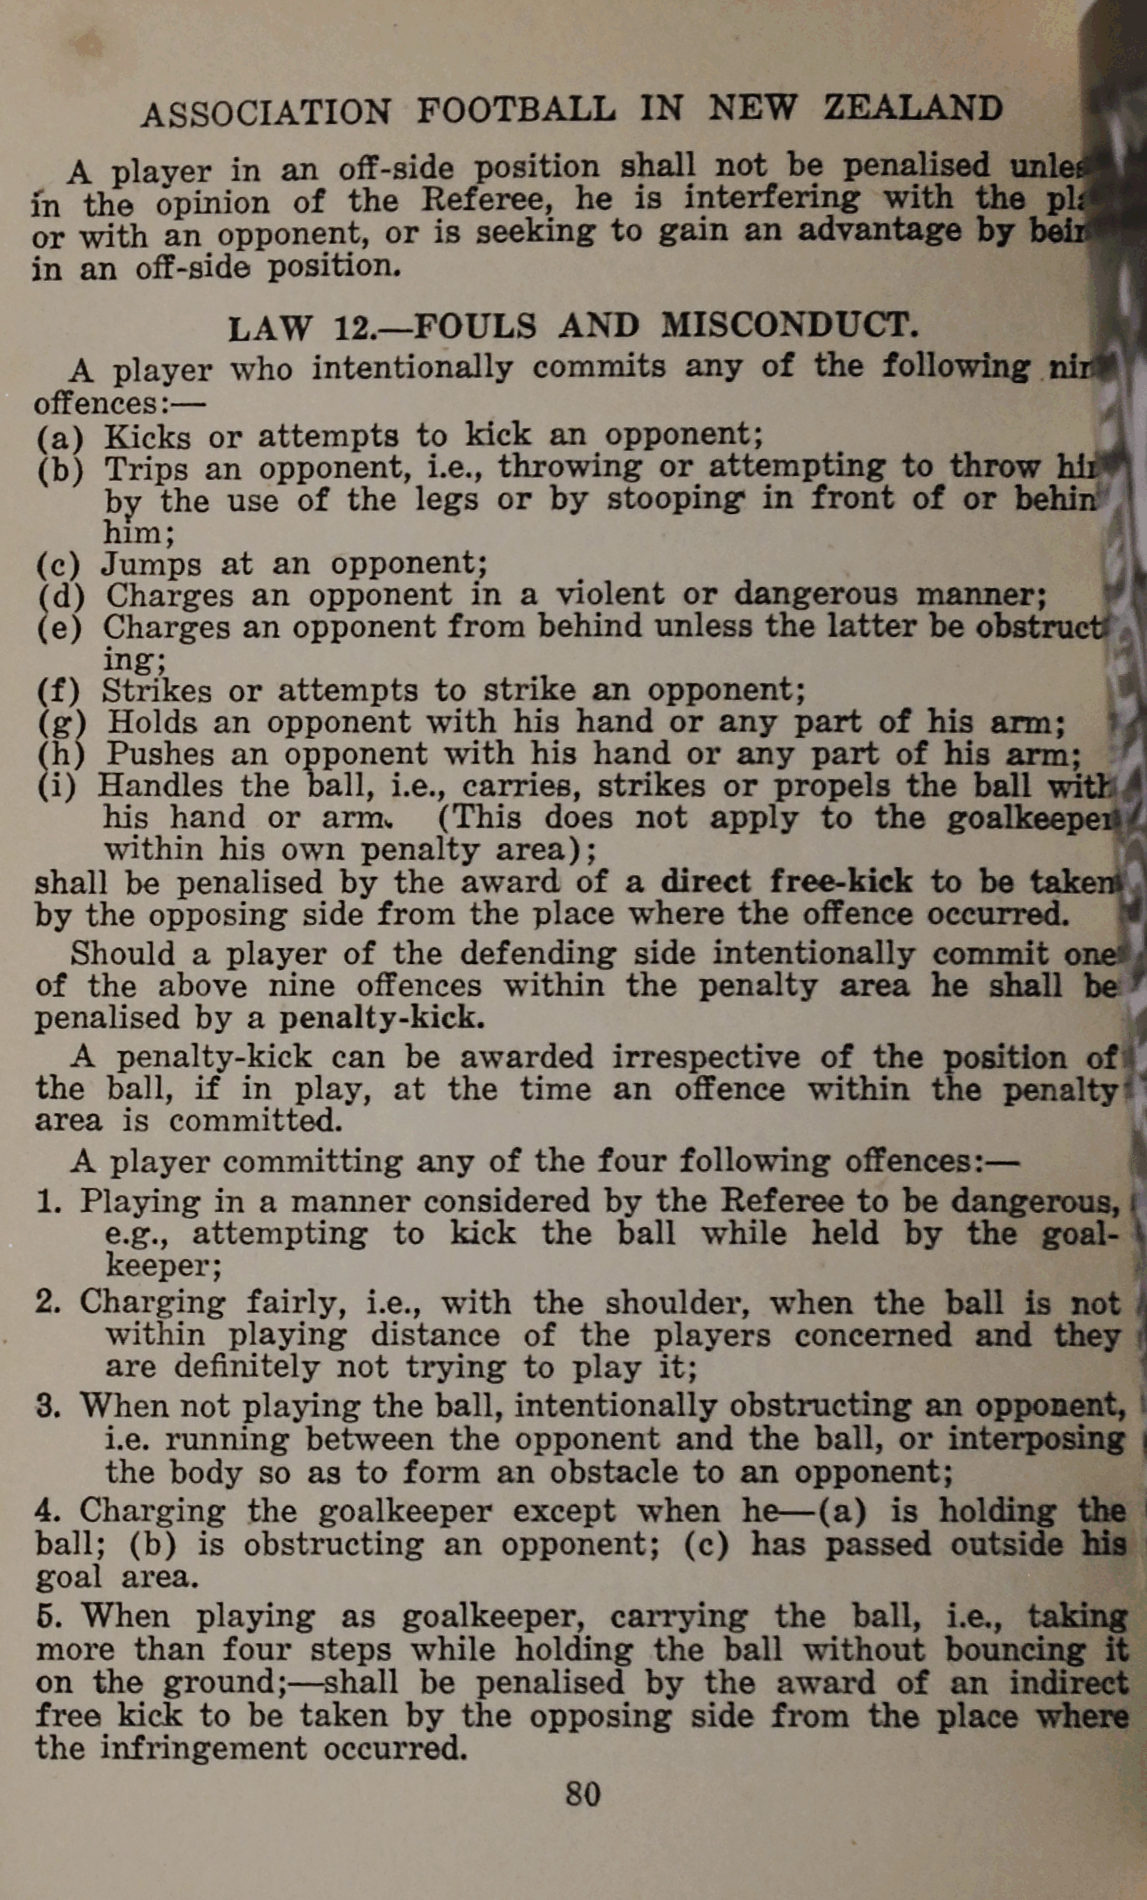 ASSOCIATION FOOTBALL IN NEW ZEALAND
A player in an off-side position shall not be penalised
in the opinion of the Referee, he is interfering with the
or with an opponent, or is seeking to gain an advantage by
in an off-side position.
LAW 12.—FOULS AND MISCONDUCT.
A player who intentionally commits any of the following
offences:—
(a) Kicks or attempts to kick an opponent;
(b) Trips an opponent, i.e., throwing or attempting to throw
by the use of the legs or by stooping in front of or behin
him;
(c) Jumps at an opponent;
(d) Charges an opponent in a violent or dangerous manner;
(e) Charges an opponent from behind unless the latter be obstruct
ing;
(f) Strikes or attempts to strike an opponent;
(g) Holds an opponent with his hand or any part of his arm;
(h) Pushes an opponent with his hand or any part of his arm;
(i) Handles the ball, i.e., carries, strikes or propels the ball with
his hand or arm. (This does not apply to the goalkeeper
within his own penalty area);
shall be penalised by the award of a direct free-kick to be taken
by the opposing side from the place where the offence occurred.
Should a player of the defending side intentionally commit one
of the above nine offences within the penalty area he shall be
penalised by a penalty-kick.
A penalty-kick can be awarded irrespective of the position of
the ball, if in play, at the time an offence within the penalty
area is committed.
A player committing any of the four following offences:—
1. Playing in a manner considered by the Referee to be dangerous,
e.g., attempting to kick the ball while held by the goal-
keeper;
2. Charging fairly, i.e., with the shoulder, when the ball is not
within playing distance of the players concerned and they
are definitely not trying to play it;
3. When not playing the ball, intentionally obstructing an opponent,
i.e. running between the opponent and the ball, or interposing
the body so as to form an obstacle to an opponent;
4. Charging the goalkeeper except when he—(a) is holding the
ball; (b) is obstructing an opponent; (c) has passed outside his
goal area.
5. When playing as goalkeeper, carrying the ball, i.e., taking
more than four steps while holding the ball without bouncing it
on the ground;—shall be penalised by the award of an indirect
free kick to be taken by the opposing side from the place where
the infringement occurred.
80